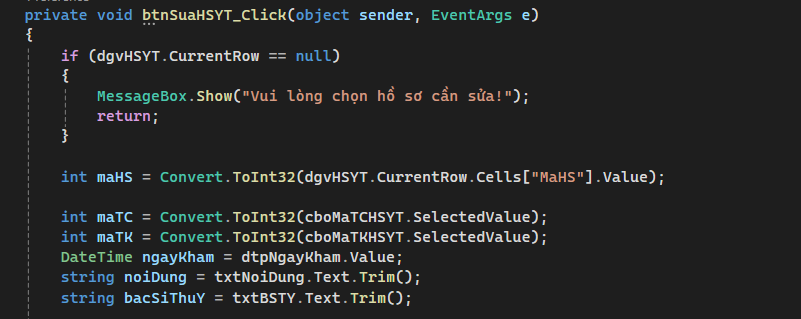 private void btnSuaHSYT_Click(object sender, EventArgs e)
{
if (dgvHSYT.CurrentRow == null)
{
MessageBox.Show("Vui lòng chọn hồ sơ cần sửa!");
return;
}
int maHS = Convert.ToInt32(dgvHSYT.CurrentRow.Cells["MaHS"].Value);
int maTC = Convert.ToInt32(cboMaTCHSYT.SelectedValue);
int maTK = Convert.ToInt32(cboMaTKHSYT.SelectedValue);
DateTime ngayKham = dtpNgayKham.Value;
string noiDung = txtNoiDung.Text.Trim();
string bacSiThuY = txtBSTY.Text.Trim();